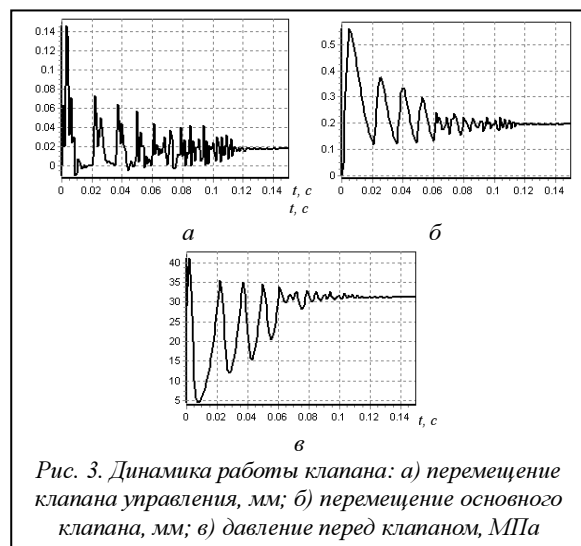 0.14
0.12
0.1
0.08
0.06
0.04
0.02
0
0 0.02 0.04 0.06 0.08 0.1 0.12 0.14
t, с
t, с
а
0.5
0.4
0.3
0.2
0.1
0
0 0.02 0.04 0.06 0.08 0.1 0.12 0.14
t, с
б
40
35
30
25
20
15
10
5
0 0.02 0.04 0.06 0.08 0.1 0.12 0.14
t, с
в
Рис. 3. Динамика работы клапана: а) перемещение
клапана управления, мм; б) перемещение основного
клапана, мм; в) давление перед клапаном, МПа